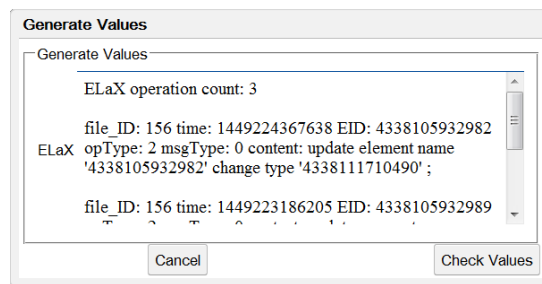 Generate Values
Generate Values
ELaX operation count: 3
file_ID: 156 time: 1449224367638 EID: 4338105932982
ELaX
opType: 2 msgType: 0 content: update element name
'4338105932982' change type '4338111710490' ;
file_ID: 156 time: 1449223186205 EID: 4338105932989
Cancel
Check Values